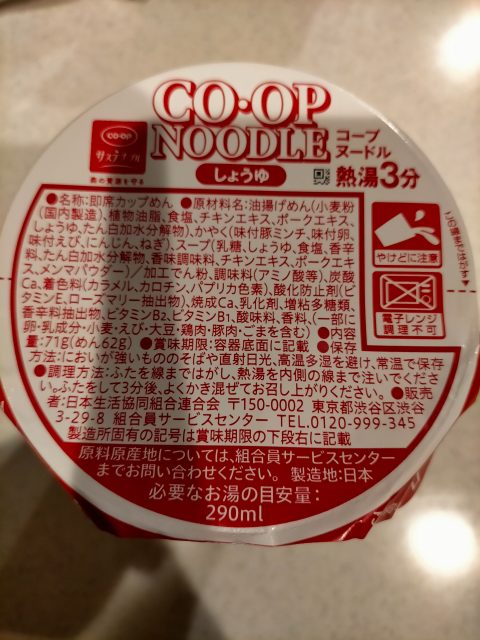 CO・OP
NOODLE
コープ
ヌードル
しょうゆ
熱湯3分
CO・OP
サステナブル
この線まではがす▼
●名称:即席カップめん ●原材料名:油揚げめん(小麦粉
(国内製造)、植物油脂、食塩、チキンエキス、ポークエキス、
しょうゆ、たん白加水分解物)、かやく(味付豚ミンチ、味付卵、
味付えび、にんじん、ねぎ)、スープ(乳糖、しょうゆ、食塩、香辛
料、たん白加水分解物、香味調味料、チキンエキス、ポークエキ
ス、メンマパウダー)/加工でん粉、調味料(アミノ酸等)、炭酸
Ca、着色料(カラメル、カロチン、パプリカ色素)、酸化防止剤(ビ
タミンE、ローズマリー抽出物)、焼成Ca、乳化剤、増粘多糖類、
香辛料抽出物、ビタミンB2、ビタミンB1、酸味料、香料、(一部に
卵・乳成分・小麦・えび・大豆・鶏肉・豚肉・ごまを含む) ●内容
量:71g(めん62g) ●賞味期限:容器底面に記載 ●保存
方法:においが強いもののそばや直射日光、高温多湿を避け、常温で保存
●調理方法:ふたを線まではがし、熱湯を内側の線まで注いでくださ
い。ふたをして3分後、よくかき混ぜてお召し上がりください。●販売
者:日本生活協同組合連合会 〒150-0002 東京都渋谷区渋谷
3-29-8 組合員サービスセンター TEL.0120-999-345
製造所固有の記号は賞味期限の下段右に記載
やけどに注意
電子レンジ
調理不可
原料原産地については、組合員サービスセンター
までお問い合わせください。 製造地:日本
必要なお湯の目安量:
290ml